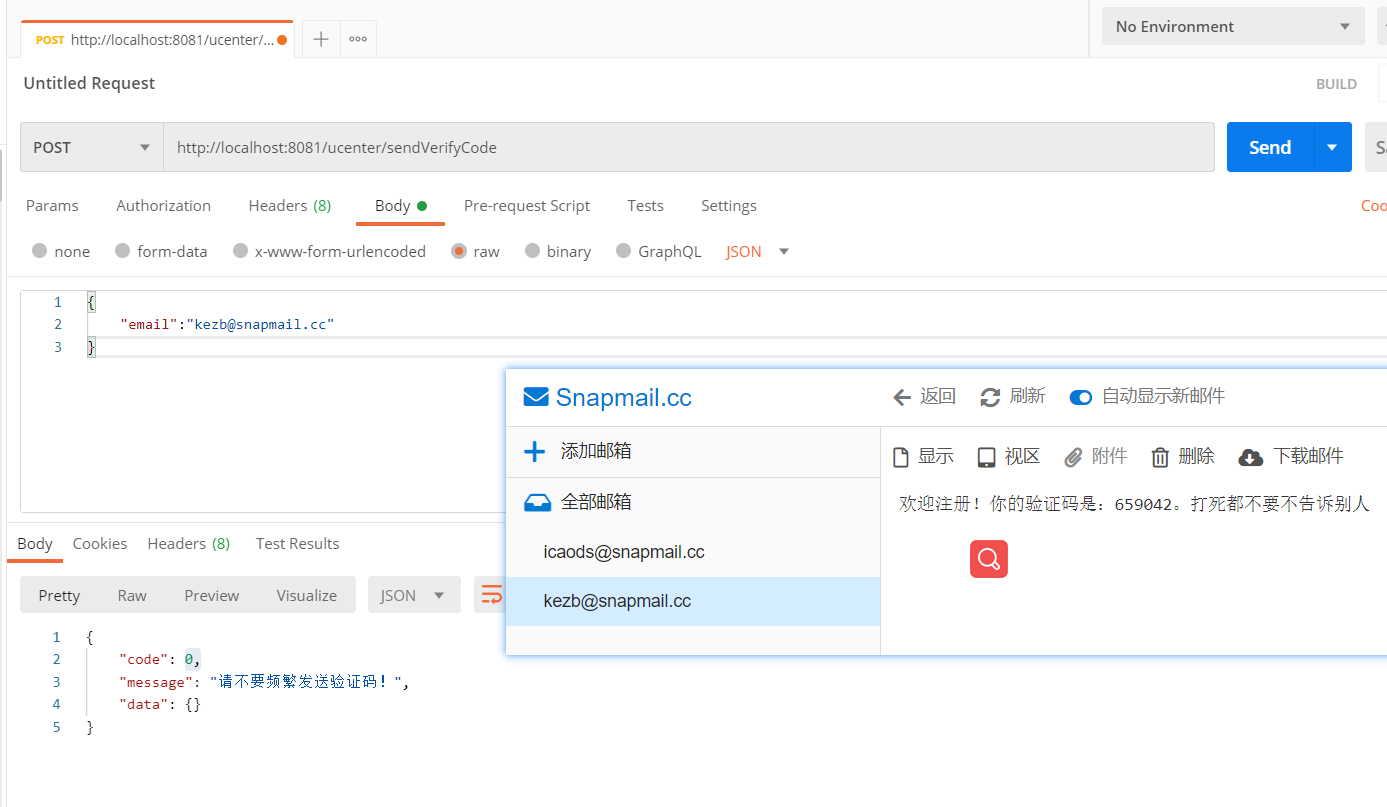 POST http://localhost:8081/ucenter/...
No Environment
Untitled Request
BUILD
POST
http://localhost:8081/ucenter/sendVerifyCode
Send
Params Authorization Headers (8) Body Pre-request Script Tests Settings
none form-data x-www-form-urlencoded raw binary GraphQL JSON
1 {
2 "email":"kezb@snapmail.cc"
3 }
Snapmail.cc
返回 刷新 自动显示新邮件
添加邮箱
显示 视区 附件 删除 下载邮件
全部邮箱
欢迎注册!你的验证码是:659042。打死都不要不告诉别人
icaods@snapmail.cc
kezb@snapmail.cc
Body Cookies Headers (8) Test Results
Pretty Raw Preview Visualize JSON
1 {
2 "code": 0,
3 "message": "请不要频繁发送验证码!",
4 "data": {}
5 }